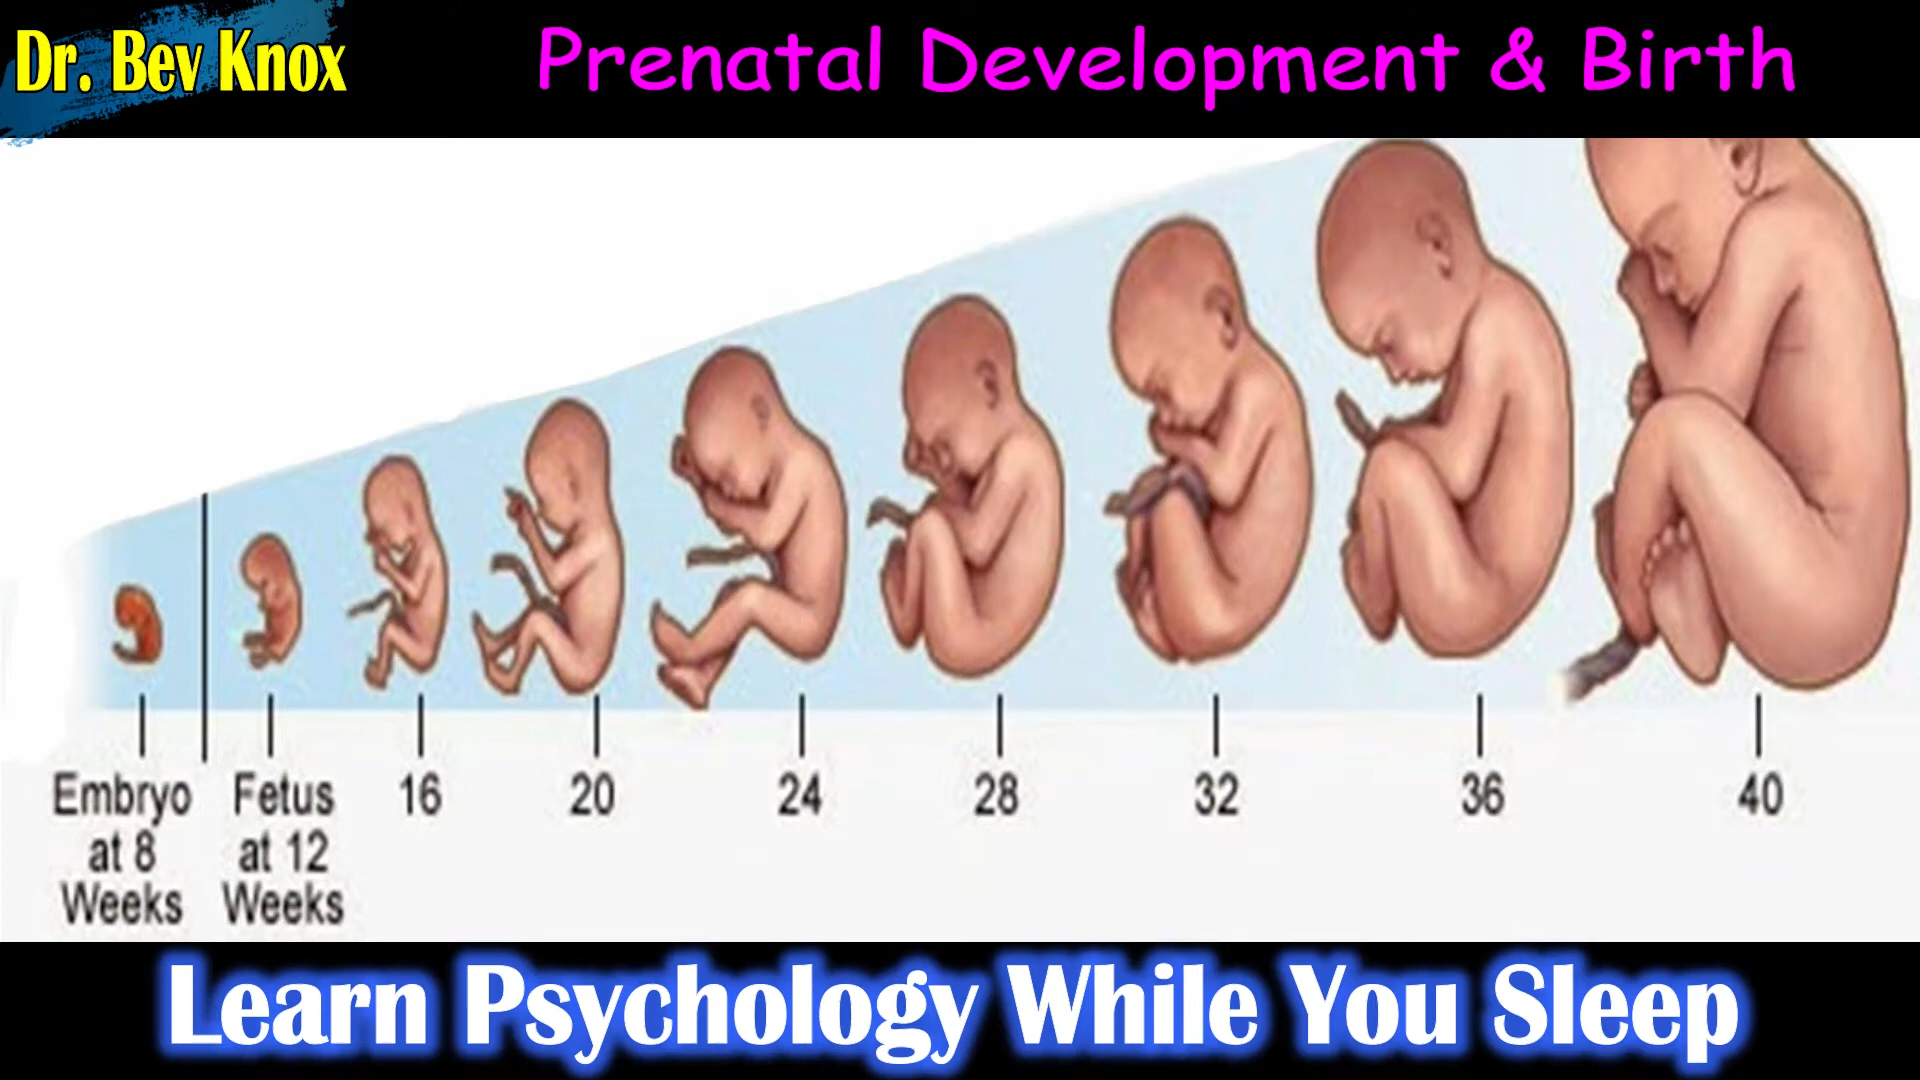 Dr. Bev Knox
Prenatal Development & Birth
Embryo
at 8
Weeks
Fetus
at 12
Weeks
16
20
24
28
32
36
40
Learn Psychology While You Sleep